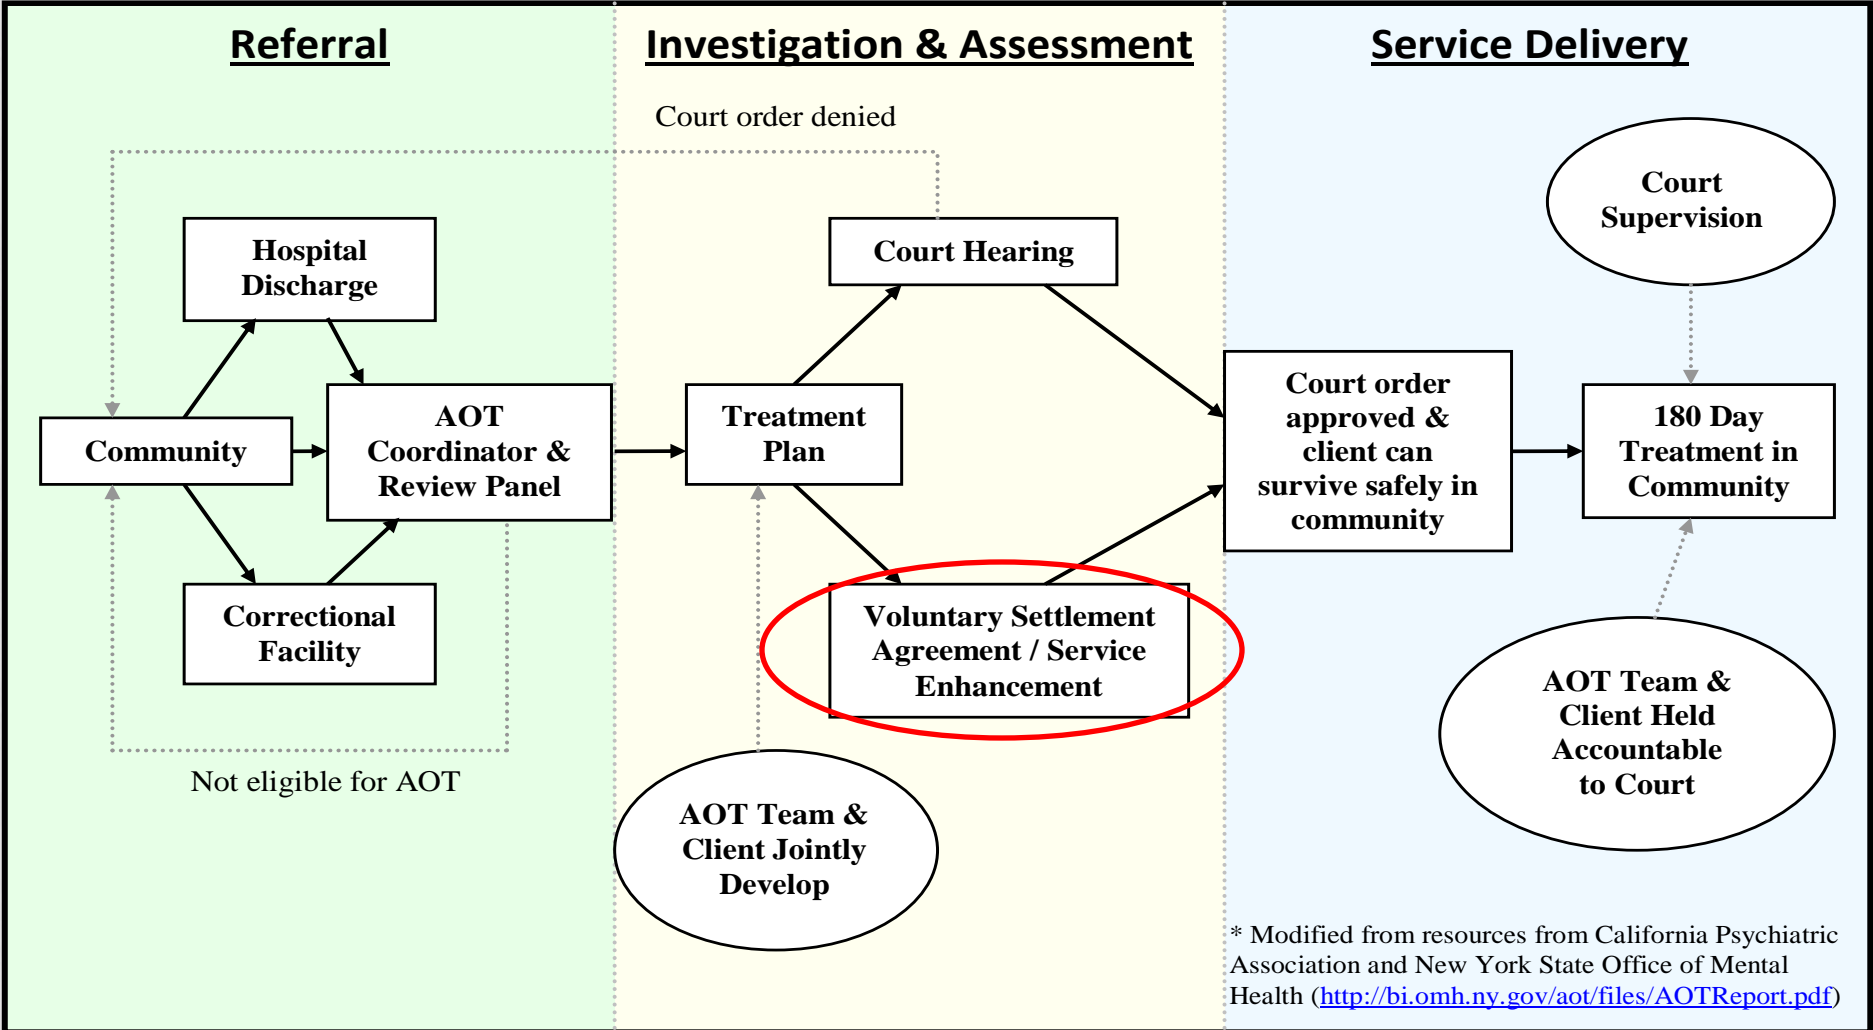 Referral
Investigation & Assessment
Service Delivery
Court order denied
Court
Supervision
Hospital
Discharge
Court Hearing
Community
AOT
Coordinator &
Review Panel
Treatment
Plan
Court order
approved &
client can
survive safely in
community
180 Day
Treatment in
Community
Correctional
Facility
Voluntary Settlement
Agreement / Service
Enhancement
Not eligible for AOT
AOT Team &
Client Jointly
Develop
AOT Team &
Client Held
Accountable
to Court
* Modified from resources from California Psychiatric
Association and New York State Office of Mental
Health (http://bi.omh.ny.gov/aot/files/AOTReport.pdf)